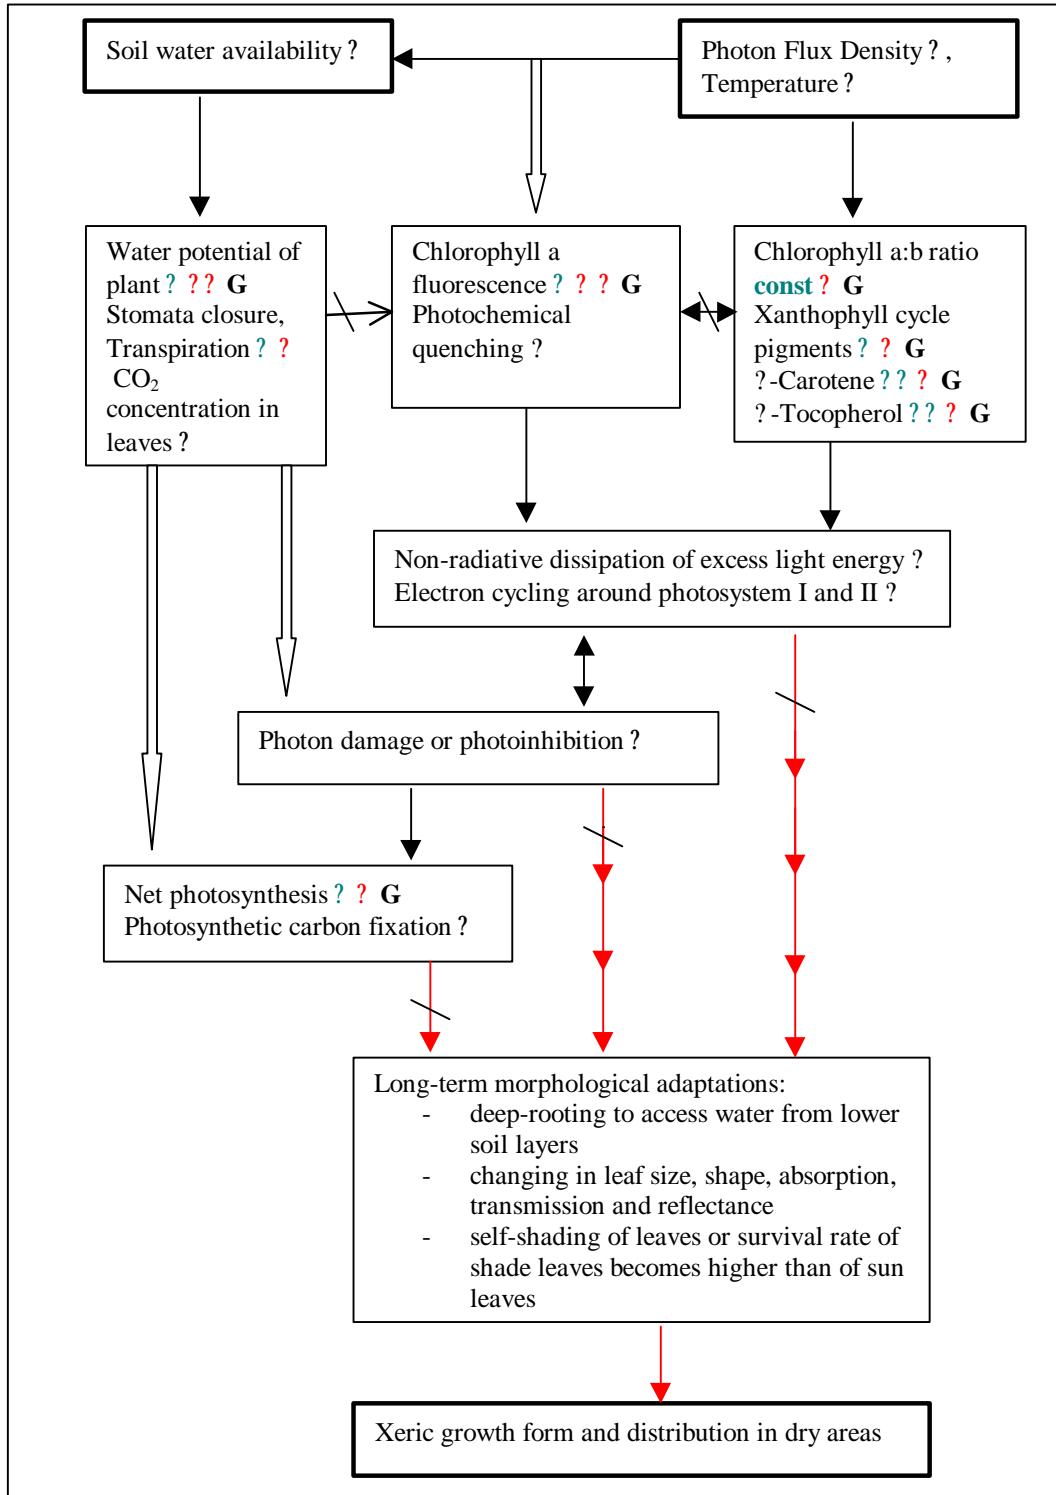 Soil water availability ?
Photon Flux Density ? ,
Temperature ?
Water potential of
plant ? ? ? G
Stomata closure,
Transpiration ? ?
CO₂
concentration in
leaves ?
Chlorophyll a
fluorescence ? ? ? G
Photochemical
quenching ?
Chlorophyll a:b ratio
const ? G
Xanthophyll cycle
pigments ? ? G
?-Carotene ? ? ? G
?-Tocopherol ? ? ? G
Non-radiative dissipation of excess light energy ?
Electron cycling around photosystem I and II ?
Photon damage or photoinhibition ?
Net photosynthesis ? ? G
Photosynthetic carbon fixation ?
Long-term morphological adaptations:
- deep-rooting to access water from lower
soil layers
- changing in leaf size, shape, absorption,
transmission and reflectance
- self-shading of leaves or survival rate of
shade leaves becomes higher than of sun
leaves
Xeric growth form and distribution in dry areas